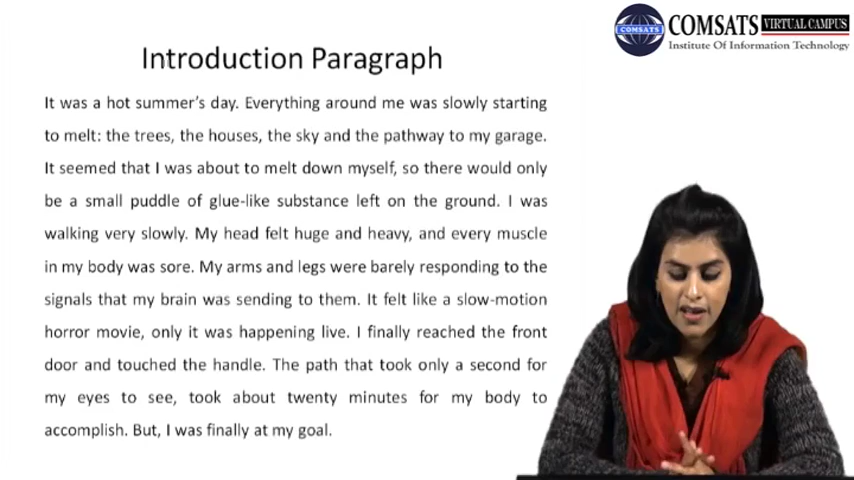 COMSATS
COMSATS VIRTUAL CAMPUS
Institute Of Information Technology
Introduction Paragraph
It was a hot summer’s day. Everything around me was slowly starting
to melt: the trees, the houses, the sky and the pathway to my garage.
It seemed that I was about to melt down myself, so there would only
be a small puddle of glue-like substance left on the ground. I was
walking very slowly. My head felt huge and heavy, and every muscle
in my body was sore. My arms and legs were barely responding to the
signals that my brain was sending to them. It felt like a slow-motion
horror movie, only it was happening live. I finally reached the front
door and touched the handle. The path that took only a second for
my eyes to see, took about twenty minutes for my body to
accomplish. But, I was finally at my goal.